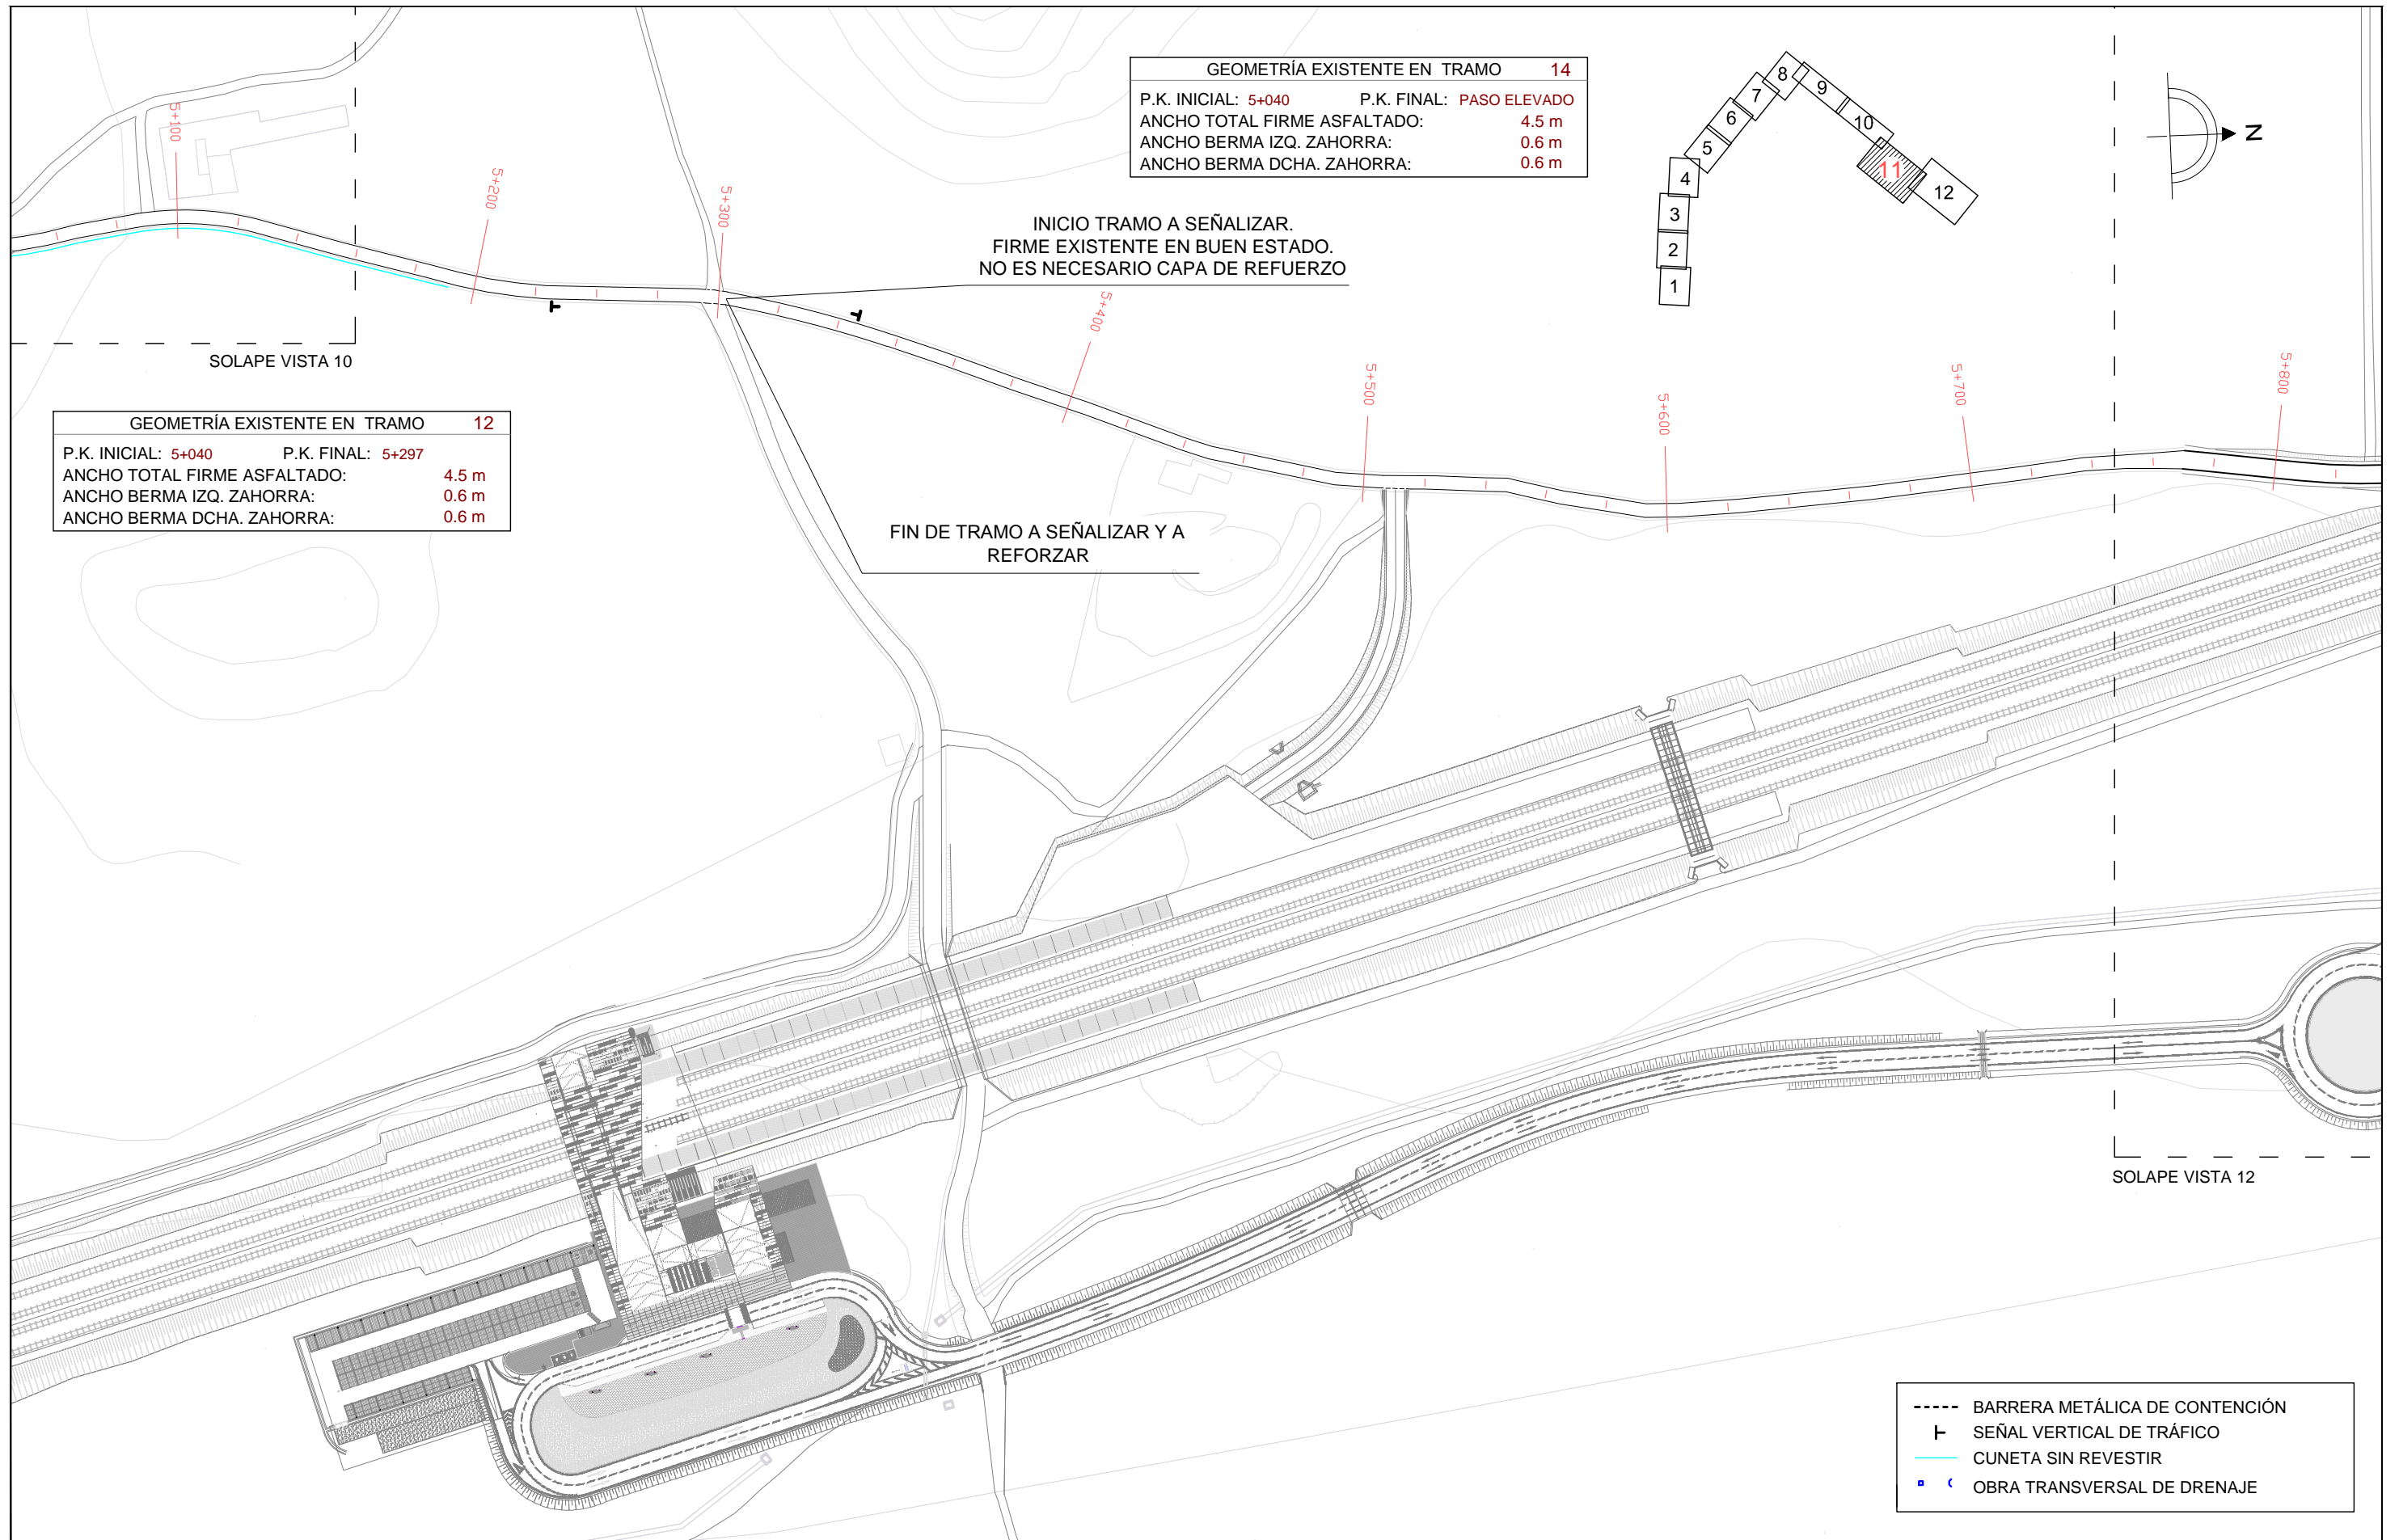 GEOMETRÍA EXISTENTE EN TRAMO 14
P.K. INICIAL: 5+040 P.K. FINAL: PASO ELEVADO
ANCHO TOTAL FIRME ASFALTADO: 4.5 m
ANCHO BERMA IZQ. ZAHORRA: 0.6 m
ANCHO BERMA DCHA. ZAHORRA: 0.6 m
8
9
7
10
6
5
11
4
12
3
2
1
N
5+100
5+200
5+300
INICIO TRAMO A SEÑALIZAR.
FIRME EXISTENTE EN BUEN ESTADO.
NO ES NECESARIO CAPA DE REFUERZO
5+400
5+500
5+600
5+700
5+800
SOLAPE VISTA 10
GEOMETRÍA EXISTENTE EN TRAMO 12
P.K. INICIAL: 5+040 P.K. FINAL: 5+297
ANCHO TOTAL FIRME ASFALTADO: 4.5 m
ANCHO BERMA IZQ. ZAHORRA: 0.6 m
ANCHO BERMA DCHA. ZAHORRA: 0.6 m
FIN DE TRAMO A SEÑALIZAR Y A
REFORZAR
SOLAPE VISTA 12
BARRERA METÁLICA DE CONTENCIÓN
SEÑAL VERTICAL DE TRÁFICO
CUNETA SIN REVESTIR
OBRA TRANSVERSAL DE DRENAJE